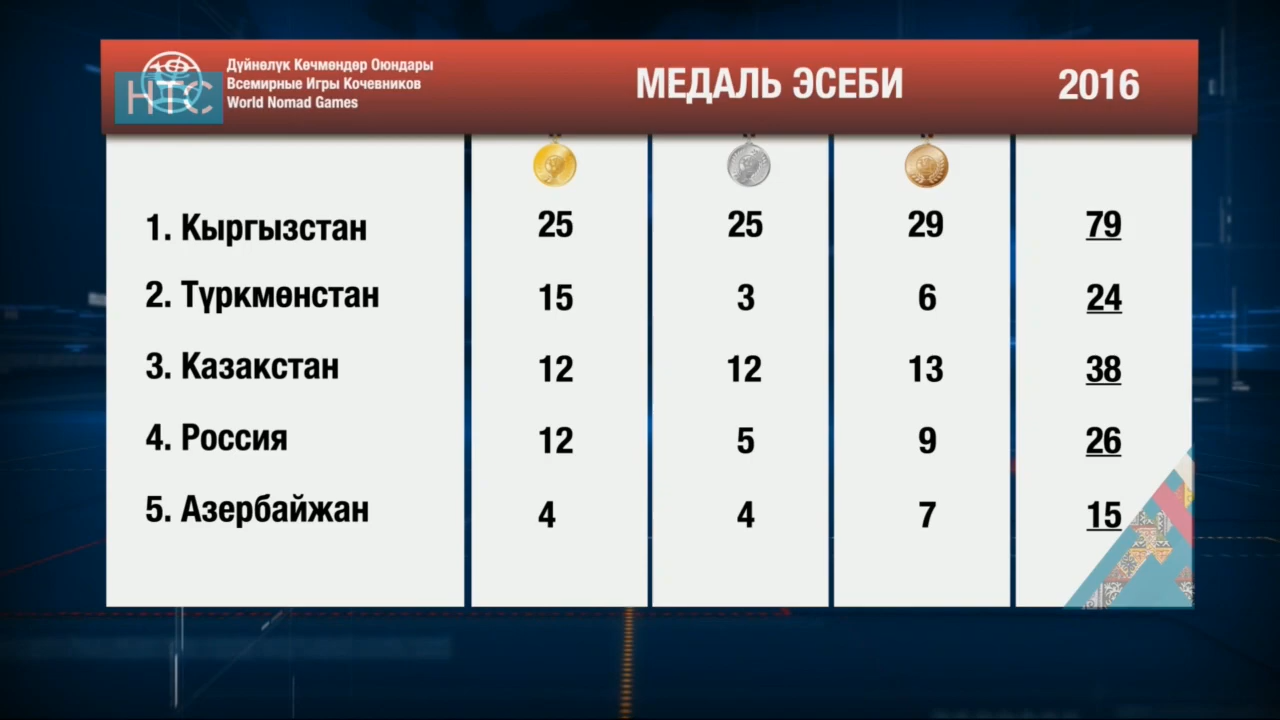 Дүйнөлүк Көчмөндөр Оюндары
Всемирные Игры Кочевников
World Nomad Games
НТС
МЕДАЛЬ ЭСЕБИ
2016
1. Кыргызстан 25 25 29 79
2. Түркмөнстан 15 3 6 24
3. Казакстан 12 12 13 38
4. Россия 12 5 9 26
5. Азербайжан 4 4 7 15